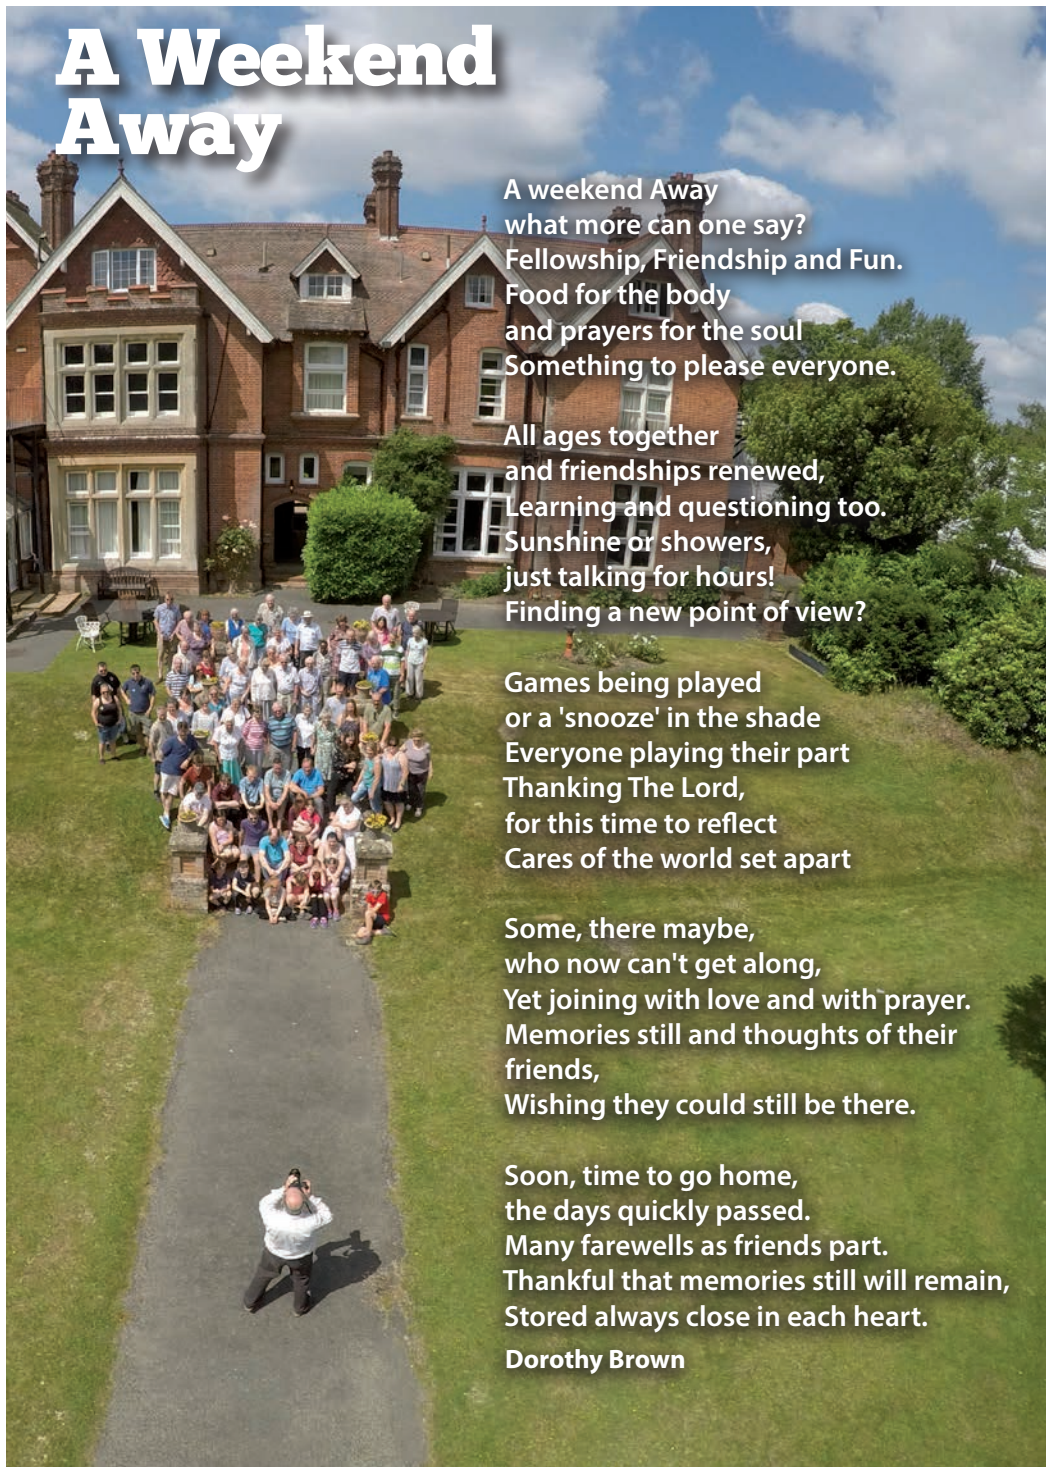 A Weekend
Away
A weekend Away
what more can one say?
Fellowship, Friendship and Fun.
Food for the body
and prayers for the soul
Something to please everyone.
All ages together
and friendships renewed,
Learning and questioning too.
Sunshine or showers,
just talking for hours!
Finding a new point of view?
Games being played
or a 'snooze' in the shade
Everyone playing their part
Thanking The Lord,
for this time to reflect
Cares of the world set apart
Some, there maybe,
who now can't get along,
Yet joining with love and with prayer.
Memories still and thoughts of their
friends,
Wishing they could still be there.
Soon, time to go home,
the days quickly passed.
Many farewells as friends part.
Thankful that memories still will remain,
Stored always close in each heart.
Dorothy Brown